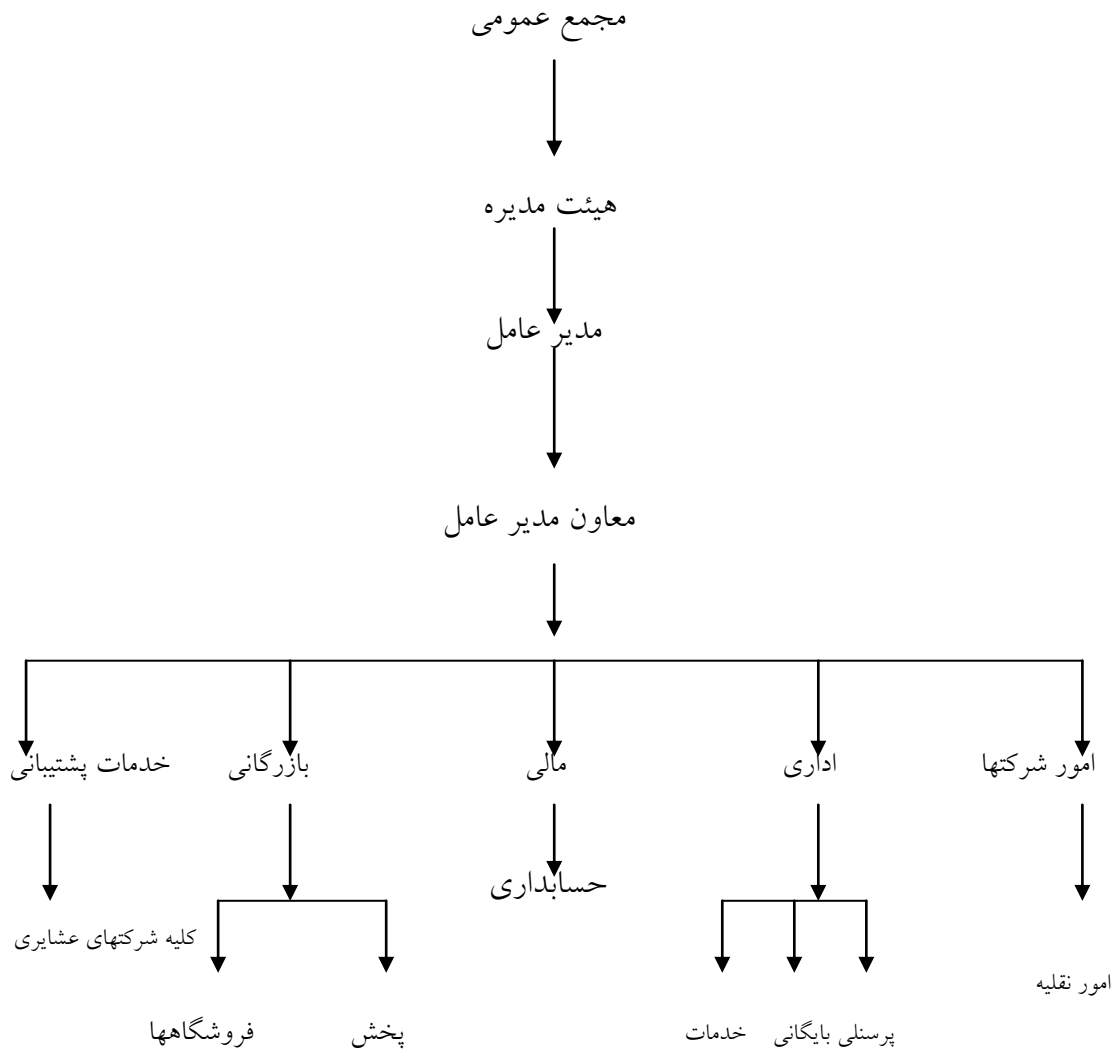 مجمع عمومی
هیئت مدیره
مدیر عامل
معاون مدیر عامل
امور شرکتها
اداری
مالی
بازرگانی
خدمات پشتیبانی
حسابداری
کلیه شرکتهای عشایری
امور نقلیه
پرسنلی بایگانی خدمات
پخش
فروشگاهها